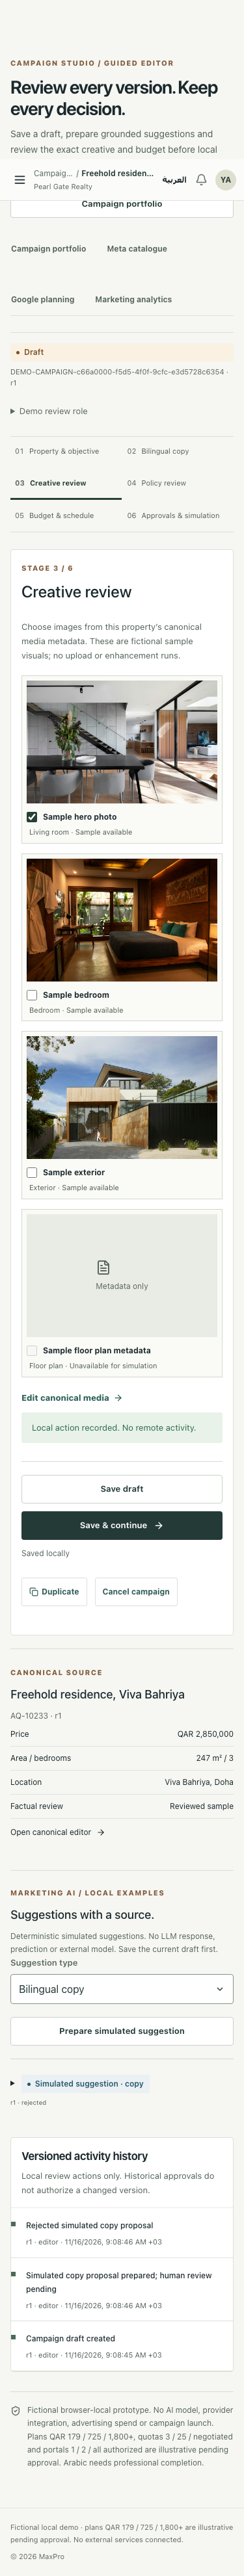 CAMPAIGN STUDIO / GUIDED EDITOR
Review every version. Keep
every decision.
Save a draft, prepare grounded suggestions and
review the exact creative and budget before local
Campaig... / Freehold residen...
Pearl Gate Realty
العربية
YA
Campaign portfolio
Campaign portfolio
Meta catalogue
Google planning
Marketing analytics
Draft
DEMO-CAMPAIGN-c66a0000-f5d5-4f0f-9cfc-e3d5728c6354 ·
r1
Demo review role
01 Property & objective
02 Bilingual copy
03 Creative review
04 Policy review
05 Budget & schedule
06 Approvals & simulation
STAGE 3 / 6
Creative review
Choose images from this property's canonical
media metadata. These are fictional sample
visuals; no upload or enhancement runs.
Sample hero photo
Living room · Sample available
Sample bedroom
Bedroom · Sample available
Sample exterior
Exterior · Sample available
Metadata only
Sample floor plan metadata
Floor plan · Unavailable for simulation
Edit canonical media
Local action recorded. No remote activity.
Save draft
Save & continue
Saved locally
Duplicate
Cancel campaign
CANONICAL SOURCE
Freehold residence, Viva Bahriya
AQ-10233 · r1
Price QAR 2,850,000
Area / bedrooms 247 m² / 3
Location Viva Bahriya, Doha
Factual review Reviewed sample
Open canonical editor
MARKETING AI / LOCAL EXAMPLES
Suggestions with a source.
Deterministic simulated suggestions. No LLM response,
prediction or external model. Save the current draft first.
Suggestion type
Bilingual copy
Prepare simulated suggestion
Simulated suggestion · copy
r1 · rejected
Versioned activity history
Local review actions only. Historical approvals do
not authorize a changed version.
Rejected simulated copy proposal
r1 · editor · 11/16/2026, 9:08:46 AM +03
Simulated copy proposal prepared; human review
pending
r1 · editor · 11/16/2026, 9:08:46 AM +03
Campaign draft created
r1 · editor · 11/16/2026, 9:08:45 AM +03
Fictional browser-local prototype. No AI model, provider
integration, advertising spend or campaign launch.
Plans QAR 179 / 725 / 1,800+, quotas 3 / 25 / negotiated
and portals 1 / 2 / all authorized are illustrative pending
approval. Arabic needs professional completion.
Fictional local demo · plans QAR 179 / 725 / 1,800+ are illustrative
pending approval. No external services connected.
© 2026 MaxPro